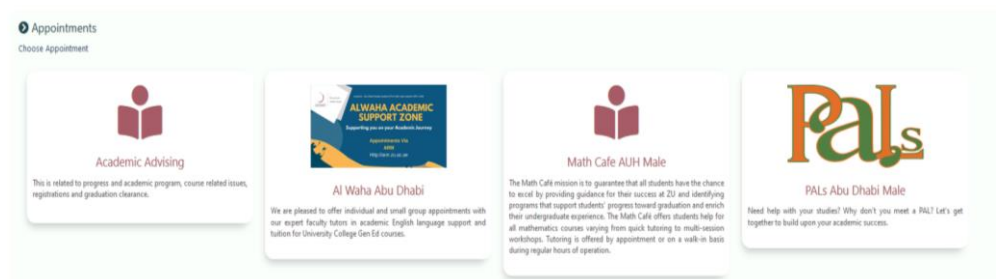 Appointments
Choose Appointment
Academic Advising
This is related to progress and academic program, course related issues,
registrations and graduation clearance.
ALWAHA ACADEMIC
SUPPORT ZONE
Supporting you on your Academic Journey
Appointments Via
Al Waha Abu Dhabi
We are pleased to offer individual and small group appointments with
our expert faculty tutors in academic English language support and
tuition for University College Gen Ed courses.
Math Cafe AUH Male
The Math Café mission is to guarantee that all students have the chance
to excel by providing guidance for their success at ZU and identifying
programs that support students' progress toward graduation and enrich
their undergraduate experience. The Math Café offers students help for
all mathematics courses varying from quick tutoring to multi-session
workshops. Tutoring is offered by appointment or on a walk-in basis
during regular hours of operation.
PaLs
PALs Abu Dhabi Male
Need help with your studies? Why don't you meet a PAL? Let's get
together to build upon your academic success.